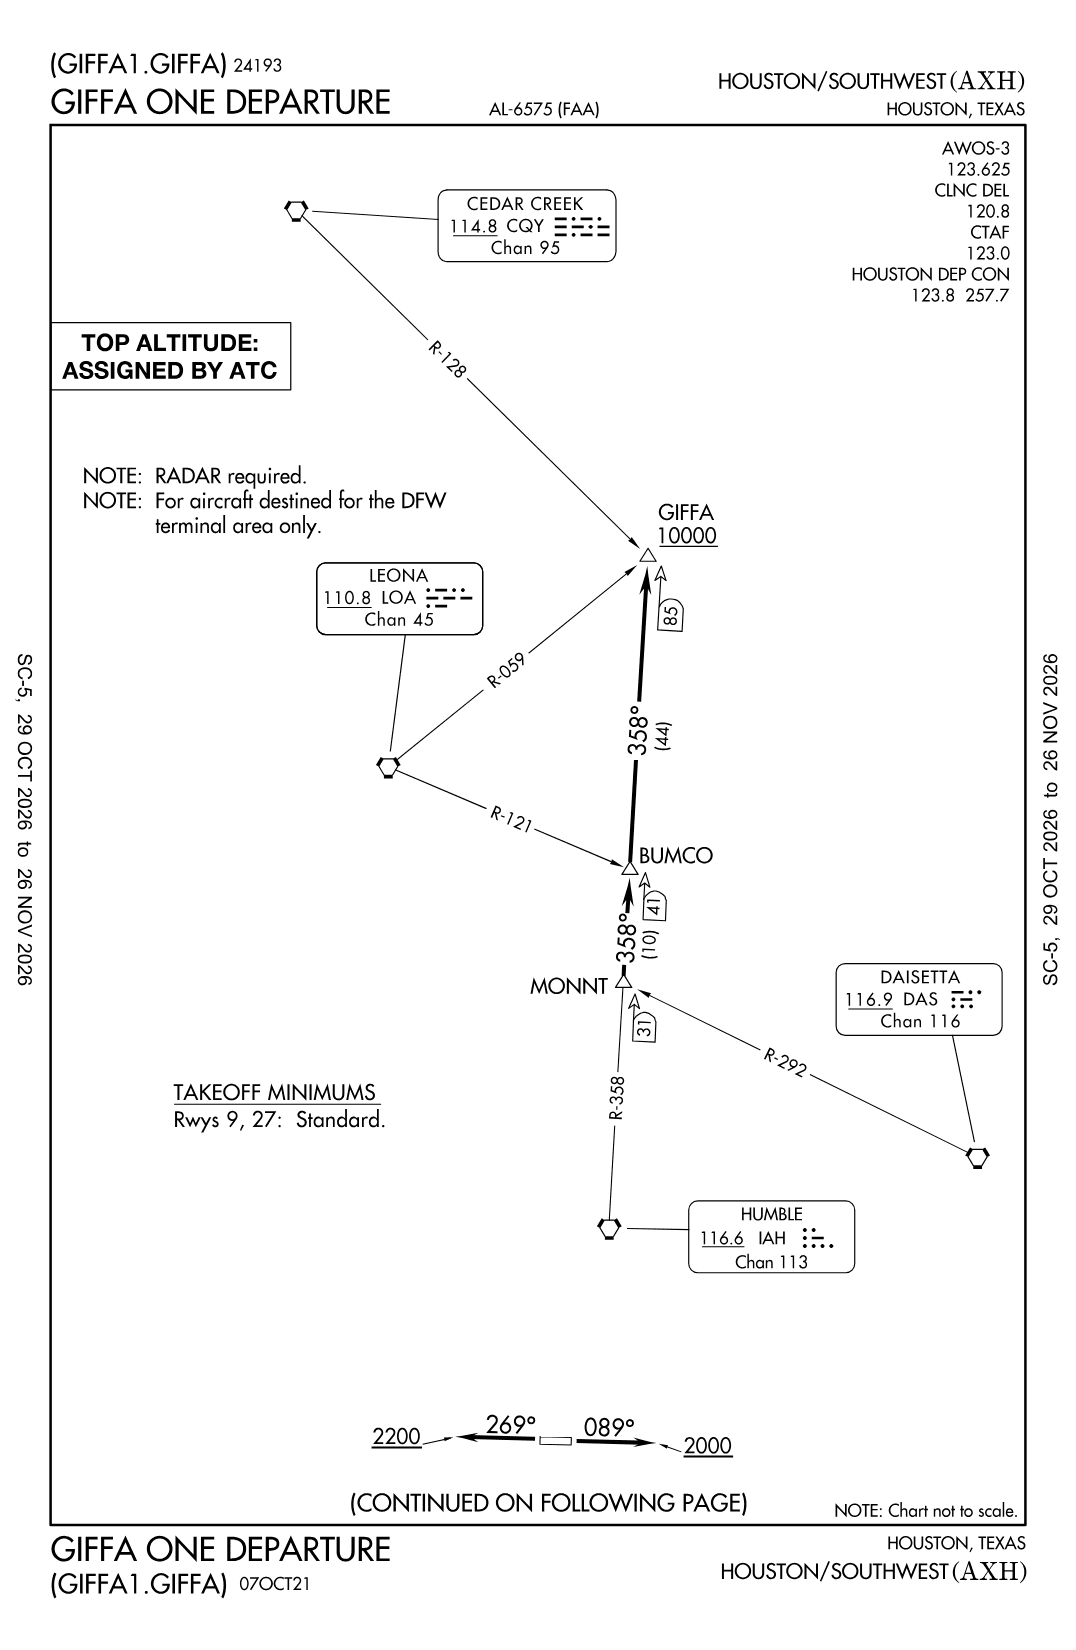 (GIFFA1.GIFFA) 24193
GIFFA ONE DEPARTURE
AL-6575 (FAA)
HOUSTON/SOUTHWEST (AXH)
HOUSTON, TEXAS
AWOS-3
123.625
CLNC DEL
120.8
CTAF
123.0
HOUSTON DEP CON
123.8 257.7
CEDAR CREEK
114.8 CQY
Chan 95
TOP ALTITUDE:
ASSIGNED BY ATC
R-128
NOTE: RADAR required.
NOTE: For aircraft destined for the DFW
terminal area only.
GIFFA
10000
LEONA
110.8 LOA
Chan 45
85
R-059
358°
(44)
R-121
BUMCO
41
358°
(10)
MONNT
31
DAISETTA
116.9 DAS
Chan 116
R-292
R-358
TAKEOFF MINIMUMS
Rwys 9, 27: Standard.
HUMBLE
116.6 IAH
Chan 113
2200
269°
089°
2000
(CONTINUED ON FOLLOWING PAGE)
NOTE: Chart not to scale.
SC-5, 29 OCT 2026 to 26 NOV 2026
SC-5, 29 OCT 2026 to 26 NOV 2026
GIFFA ONE DEPARTURE
(GIFFA1.GIFFA) 07OCT21
HOUSTON, TEXAS
HOUSTON/SOUTHWEST (AXH)